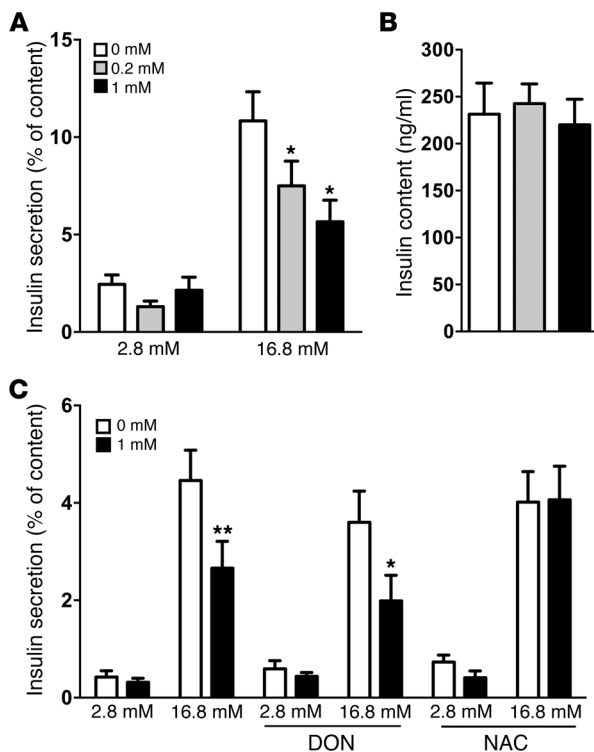 A
Insulin secretion (% of content)
15
10
5
0
0 mM
0.2 mM
1 mM
*
*
2.8 mM 16.8 mM
B
Insulin content (ng/ml)
300
250
200
150
100
50
0
C
Insulin secretion (% of content)
6
4
2
0
0 mM
1 mM
**
*
2.8 mM 16.8 mM 2.8 mM 16.8 mM 2.8 mM 16.8 mM
DON NAC